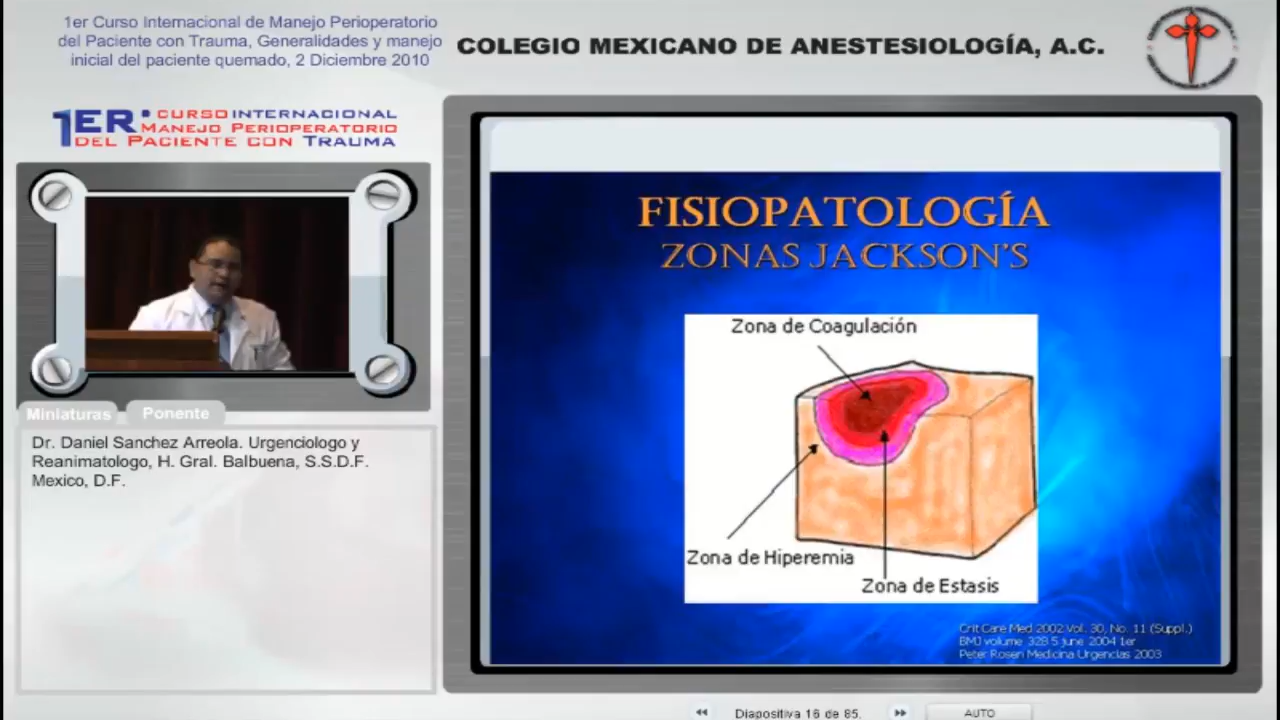 1er Curso Internacional de Manejo Perioperatorio
del Paciente con Trauma, Generalidades y manejo
inicial del paciente quemado, 2 Diciembre 2010
COLEGIO MEXICANO DE ANESTESIOLOGÍA, A.C.
1ER. CURSO INTERNACIONAL
MANEJO PERIOPERATORIO
DEL PACIENTE CON TRAUMA
Miniaturas
Ponente
Dr. Daniel Sanchez Arreola. Urgenciologo y
Reanimatologo, H. Gral. Balbuena, S.S.D.F.
Mexico, D.F.
FISIOPATOLOGÍA
ZONAS JACKSON'S
Zona de Coagulación
Zona de Hiperemia
Zona de Estasis
Crit Care Med 2002 Vol. 30, No. 11 (Suppl.)
BMJ volume 328 5 june 2004 1er
Peter Rosen Medicina Urgencias 2003
Diapositiva 16 de 85.
AUTO